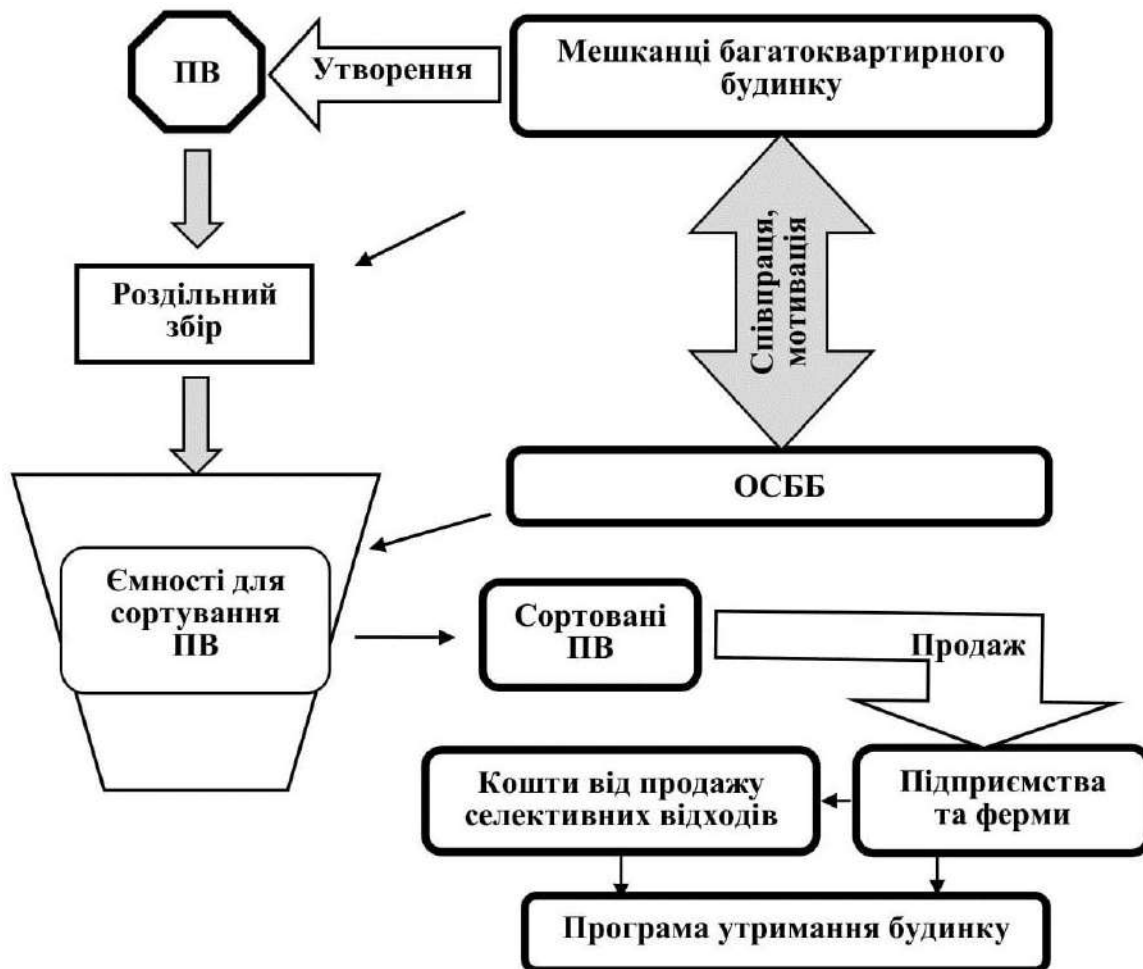 ПВ
Утворення
Мешканці багатоквартирного
будинку
Співпраця,
мотивація
Роздільний
збір
ОСББ
Ємності для
сортування
ПВ
Сортовані
ПВ
Продаж
Кошти від продажу
селективних відходів
Підприємства
та ферми
Програма утримання будинку